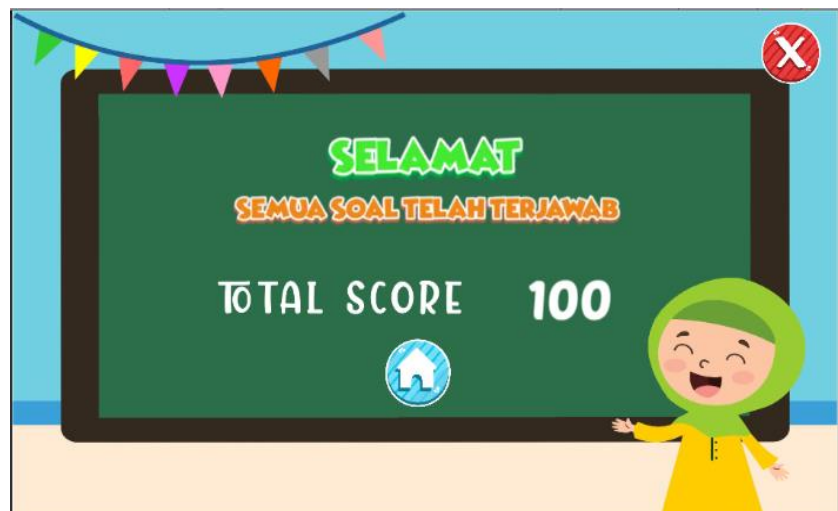 SELAMAT
SEMUA SOAL TELAH TERJAWAB
TOTAL SCORE 100
X